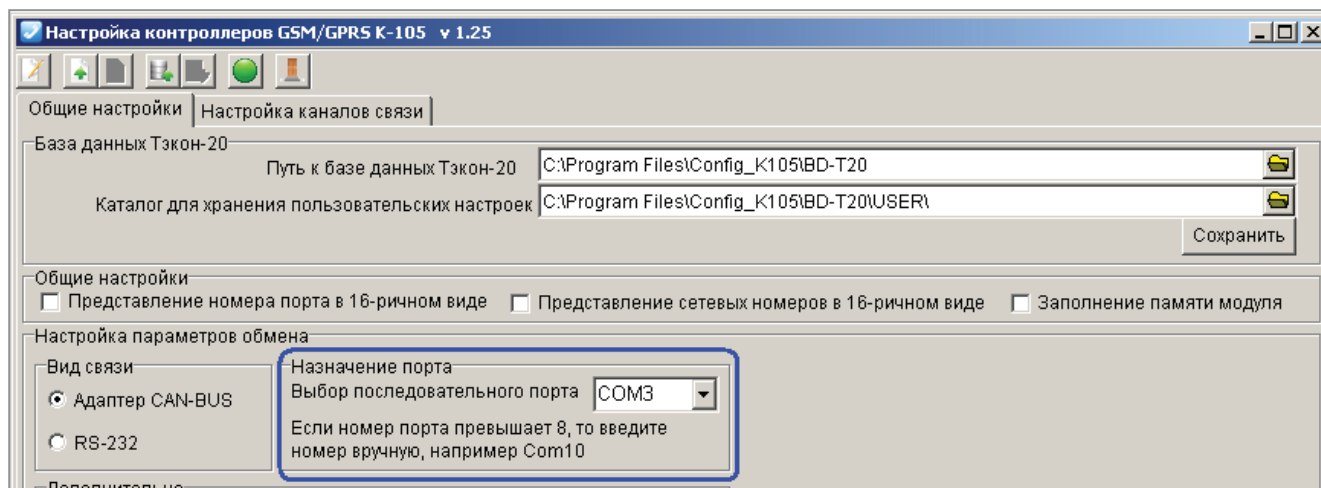 Настройка контроллеров GSM/GPRS K-105 v 1.25
Общие настройки Настройка каналов связи
База данных Тэкон-20
Путь к базе данных Тэкон-20 C:\Program Files\Config_K105\BD-T20
Каталог для хранения пользовательских настроек C:\Program Files\Config_K105\BD-T20\USER\
Сохранить
Общие настройки
Представление номера порта в 16-ричном виде Представление сетевых номеров в 16-ричном виде Заполнение памяти модуля
Настройка параметров обмена
Вид связи
Адаптер CAN-BUS
RS-232
Назначение порта
Выбор последовательного порта COM3
Если номер порта превышает 8, то введите
номер вручную, например Com10
Дополнительно